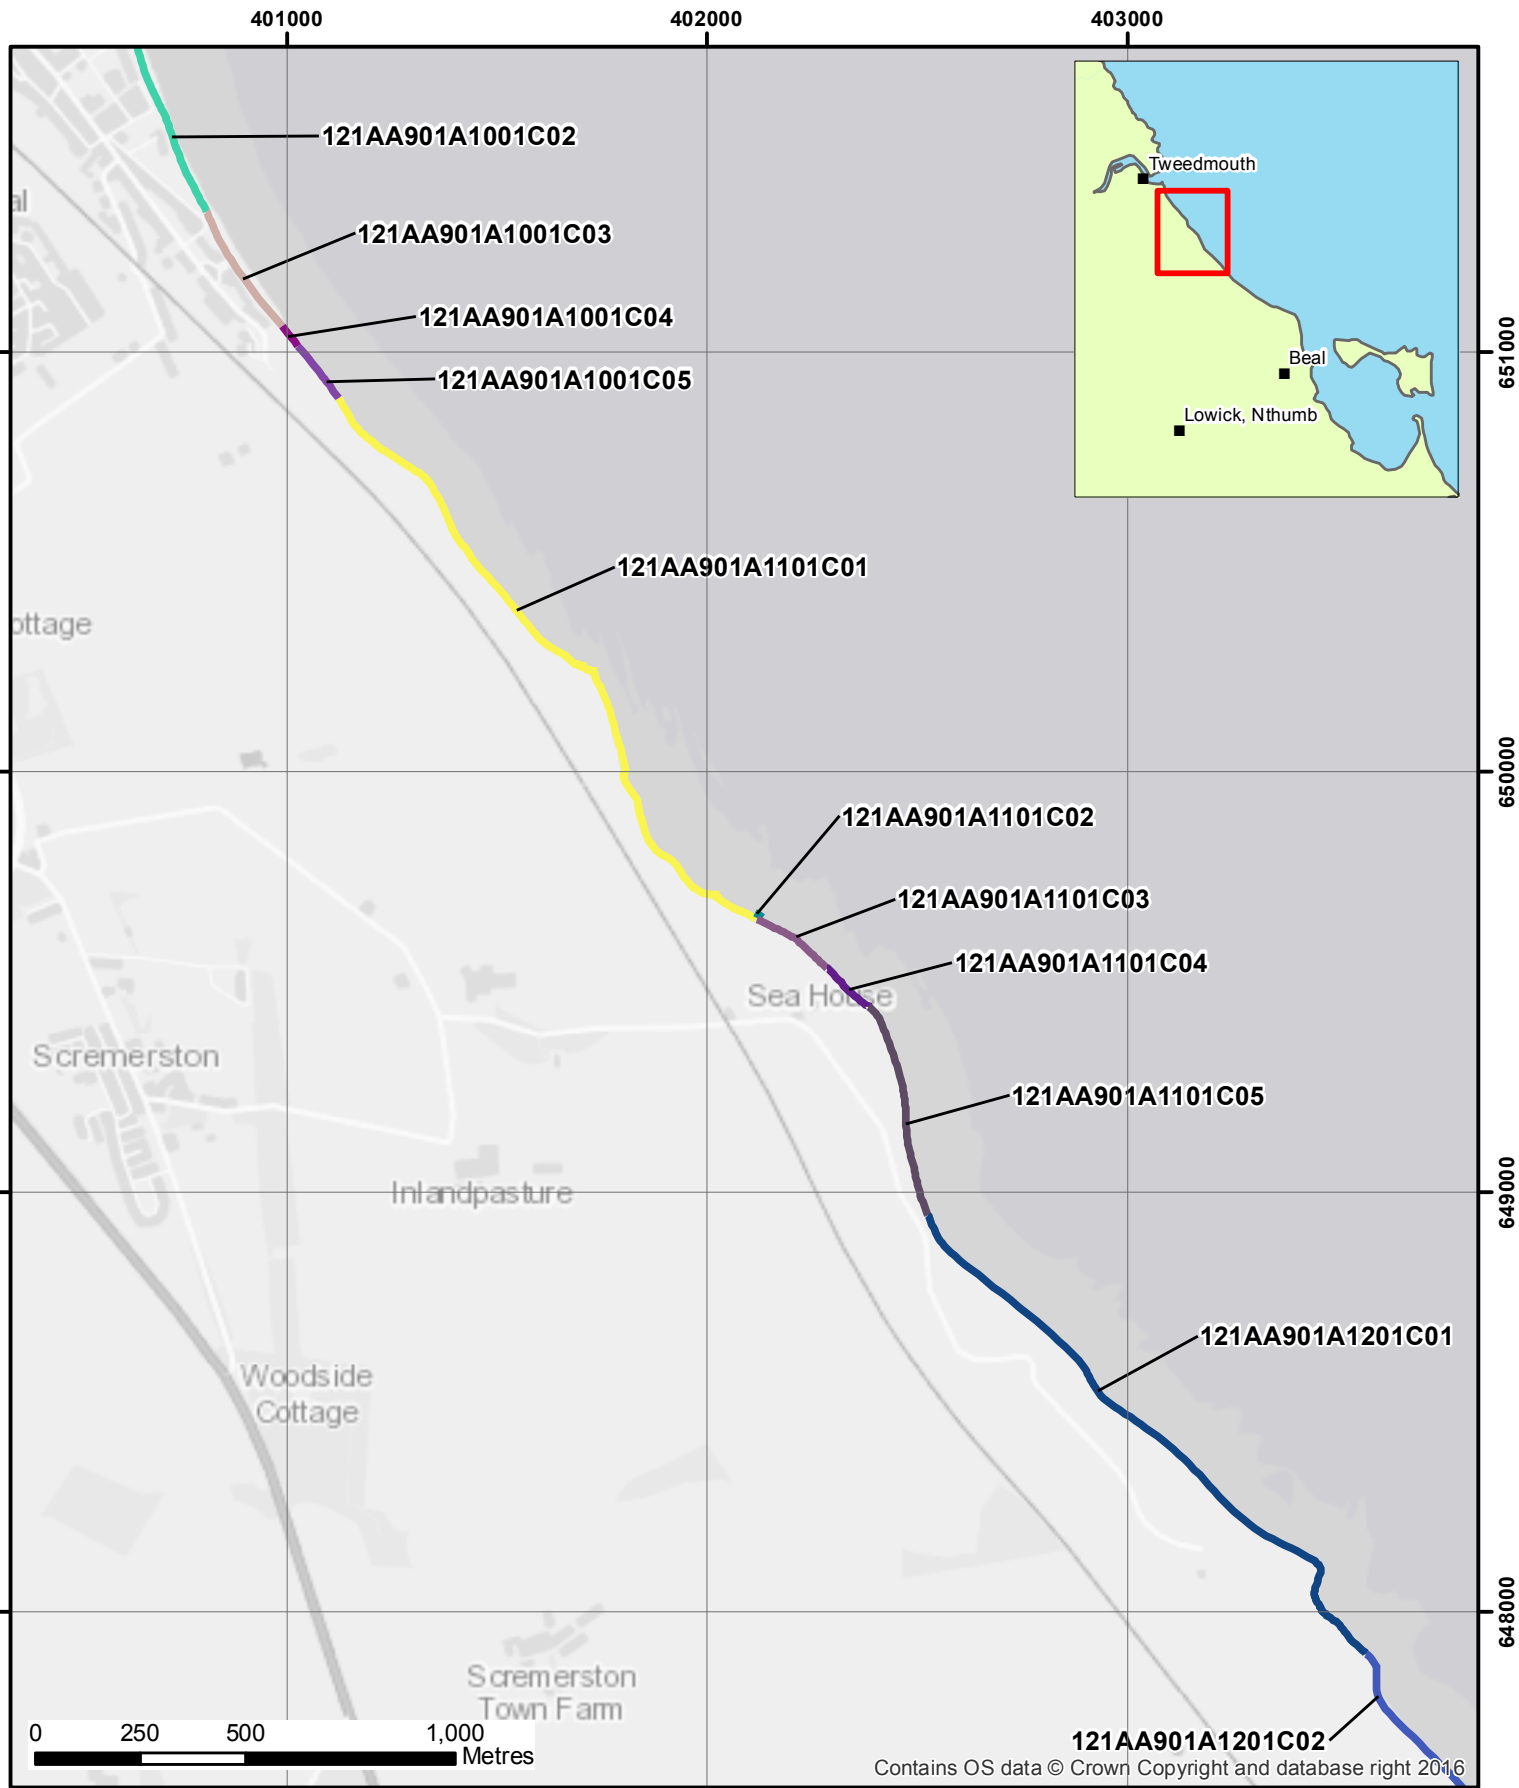 401000
402000
403000
121AA901A1001C02
Tweedmouth
al
121AA901A1001C03
121AA901A1001C04
651000
Beal
121AA901A1001C05
Lowick, Nthumb
121AA901A1101C01
ottage
650000
121AA901A1101C02
121AA901A1101C03
121AA901A1101C04
Sea House
Scremerston
121AA901A1101C05
Inlandpasture
649000
121AA901A1201C01
Woodside
Cottage
648000
Scremerston
Town Farm
0 250 500 1,000
Metres
121AA901A1201C02
Contains OS data © Crown Copyright and database right 2016